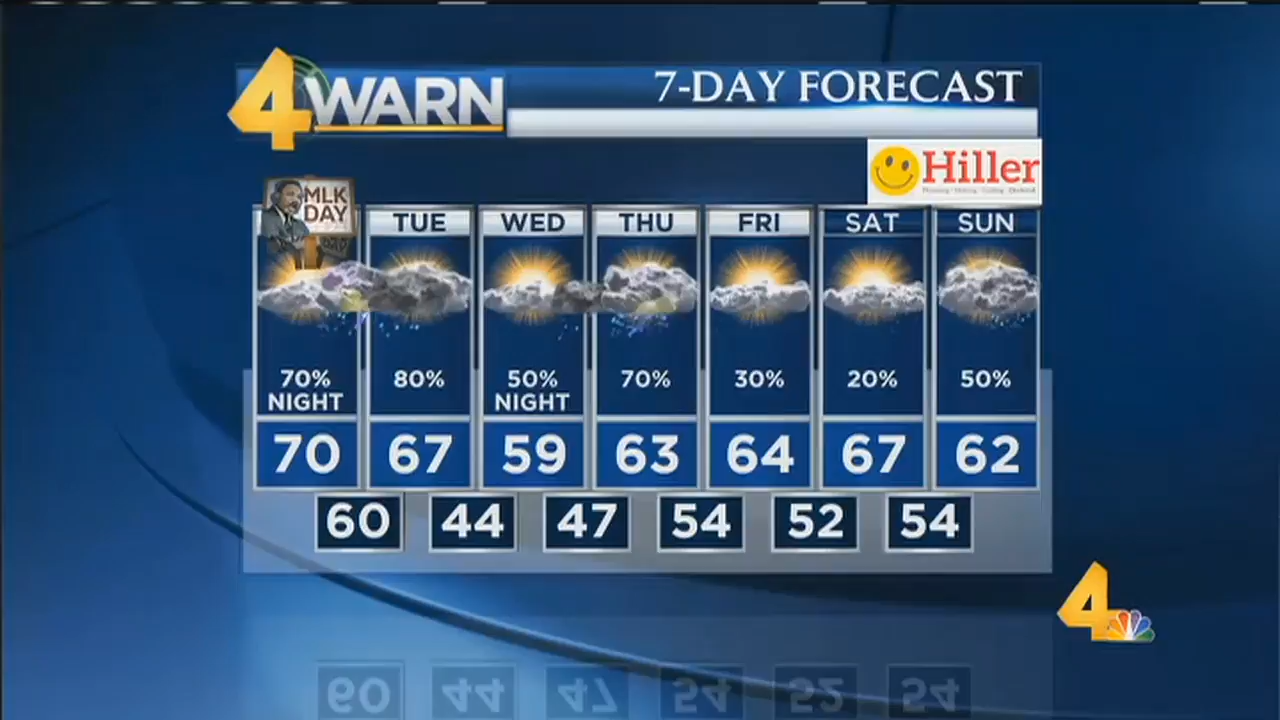 4WARN
7-DAY FORECAST
Hiller
MLK
DAY
TUE
WED
THU
FRI
SAT
SUN
70%
NIGHT
80%
50%
NIGHT
70%
30%
20%
50%
70
67
59
63
64
67
62
60
44
47
54
52
54
4